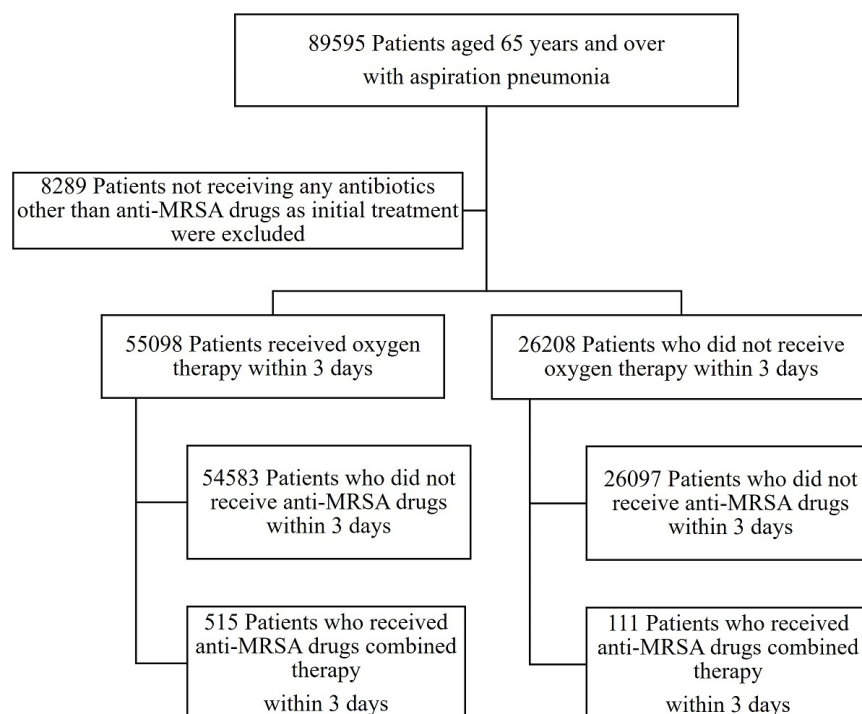 89595 Patients aged 65 years and over
with aspiration pneumonia
8289 Patients not receiving any antibiotics
other than anti-MRSA drugs as initial treatment
were excluded
55098 Patients received oxygen
therapy within 3 days
26208 Patients who did not receive
oxygen therapy within 3 days
54583 Patients who did not
receive anti-MRSA drugs
within 3 days
26097 Patients who did not
receive anti-MRSA drugs
within 3 days
515 Patients who received
anti-MRSA drugs combined
therapy
within 3 days
111 Patients who received
anti-MRSA drugs combined
therapy
within 3 days